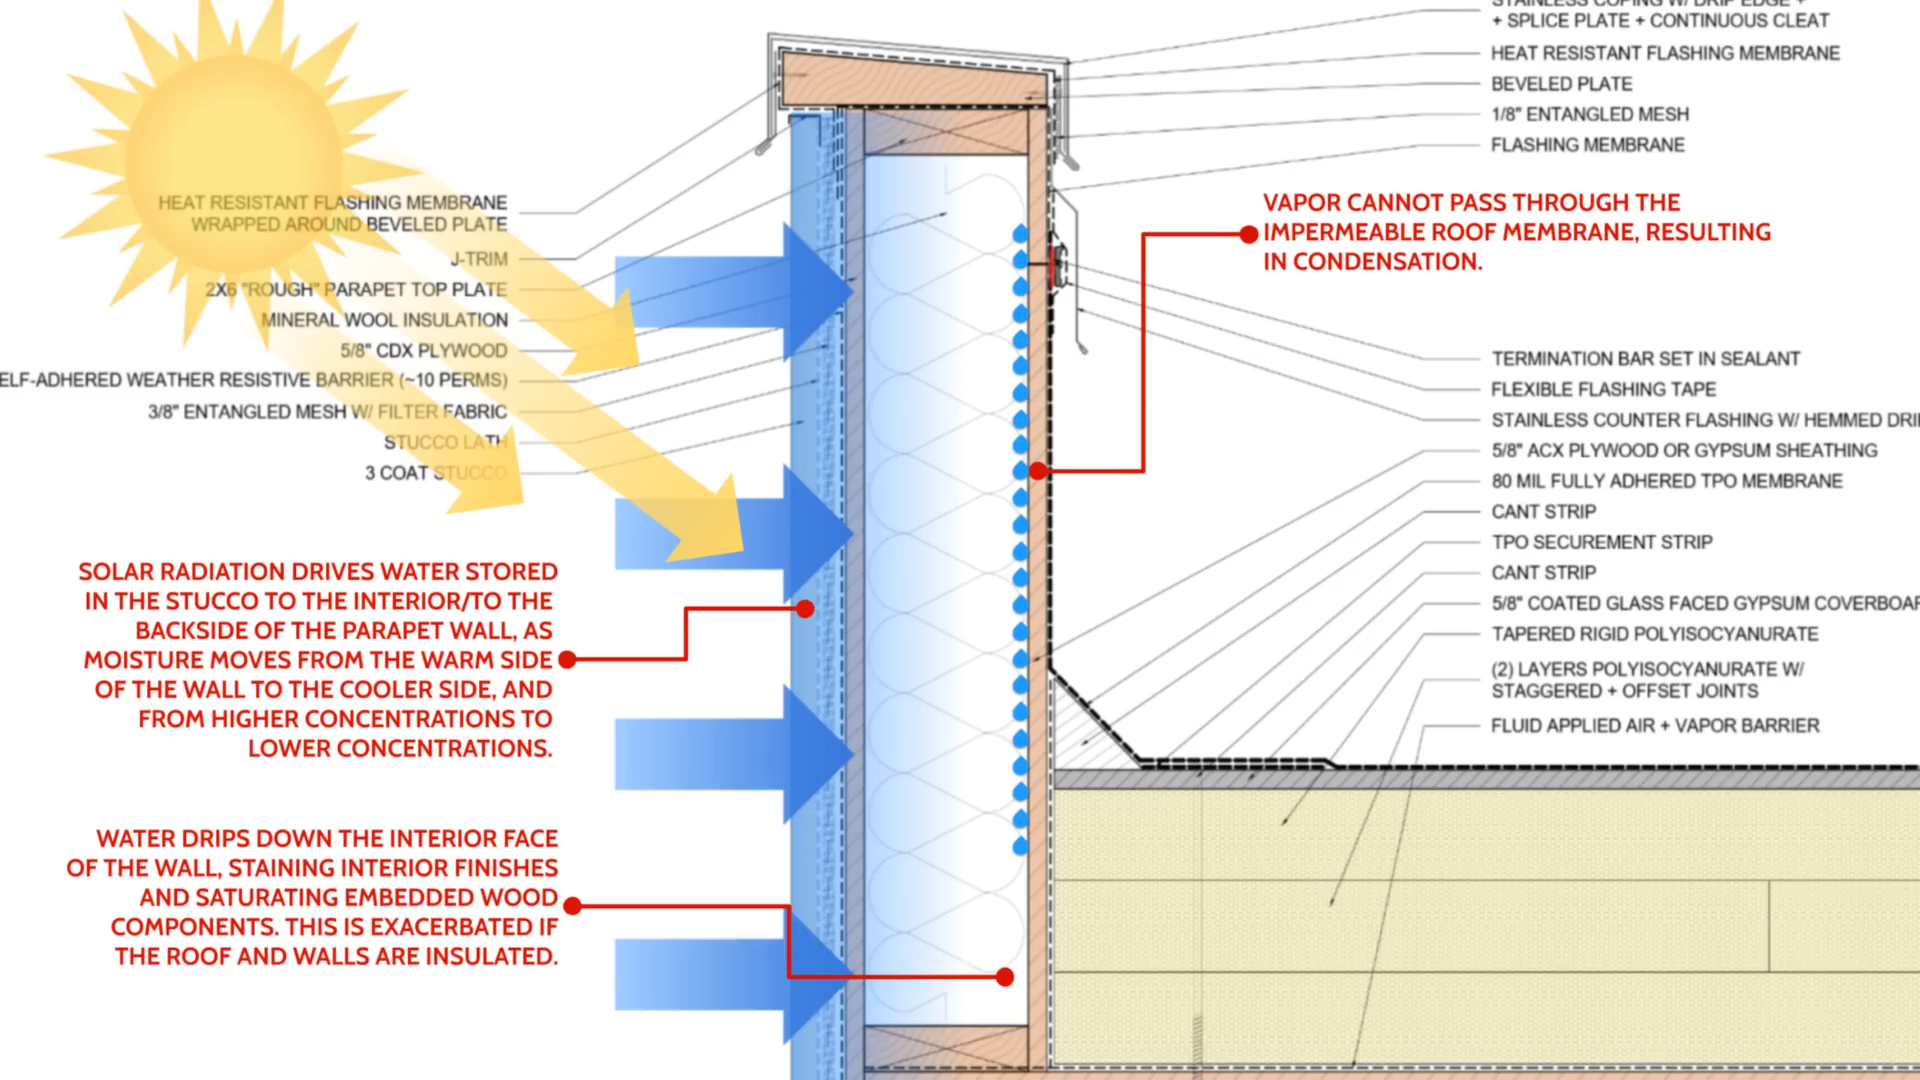 STAINLESS COPING W/ DRIP EDGE +
+ SPLICE PLATE + CONTINUOUS CLEAT
HEAT RESISTANT FLASHING MEMBRANE
BEVELED PLATE
1/8" ENTANGLED MESH
FLASHING MEMBRANE
HEAT RESISTANT FLASHING MEMBRANE
WRAPPED AROUND BEVELED PLATE
J-TRIM
2X6 "ROUGH" PARAPET TOP PLATE
MINERAL WOOL INSULATION
5/8" CDX PLYWOOD
ELF-ADHERED WEATHER RESISTIVE BARRIER (~10 PERMS)
3/8" ENTANGLED MESH W/ FILTER FABRIC
STUCCO LATH
3 COAT STUCCO
VAPOR CANNOT PASS THROUGH THE
IMPERMEABLE ROOF MEMBRANE, RESULTING
IN CONDENSATION.
TERMINATION BAR SET IN SEALANT
FLEXIBLE FLASHING TAPE
STAINLESS COUNTER FLASHING W/ HEMMED DRI
5/8" ACX PLYWOOD OR GYPSUM SHEATHING
80 MIL FULLY ADHERED TPO MEMBRANE
CANT STRIP
TPO SECUREMENT STRIP
CANT STRIP
5/8" COATED GLASS FACED GYPSUM COVERBOAR
TAPERED RIGID POLYISOCYANURATE
(2) LAYERS POLYISOCYANURATE W/
STAGGERED + OFFSET JOINTS
FLUID APPLIED AIR + VAPOR BARRIER
SOLAR RADIATION DRIVES WATER STORED
IN THE STUCCO TO THE INTERIOR/TO THE
BACKSIDE OF THE PARAPET WALL, AS
MOISTURE MOVES FROM THE WARM SIDE
OF THE WALL TO THE COOLER SIDE, AND
FROM HIGHER CONCENTRATIONS TO
LOWER CONCENTRATIONS.
WATER DRIPS DOWN THE INTERIOR FACE
OF THE WALL, STAINING INTERIOR FINISHES
AND SATURATING EMBEDDED WOOD
COMPONENTS. THIS IS EXACERBATED IF
THE ROOF AND WALLS ARE INSULATED.